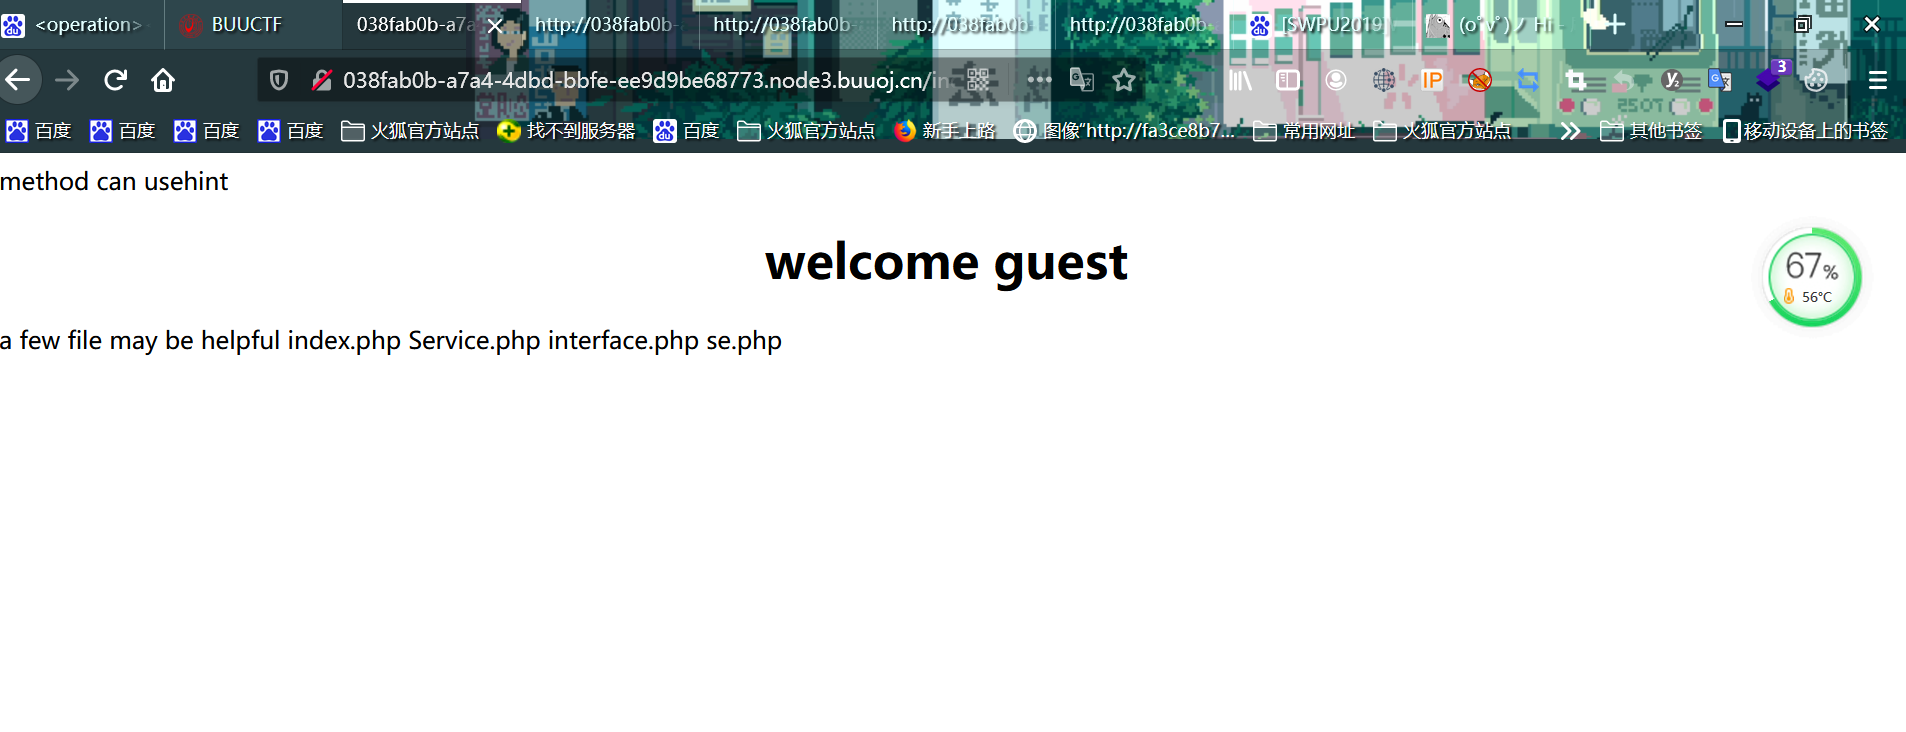 <operation>
BUUCTF
038fab0b-a7a
http://038fab0b-
http://038fab0b-
http://038fab0b-
http://038fab0b-
[SWPU2019]
Hi -
038fab0b-a7a4-4dbd-bbfe-ee9d9be68773.node3.buuoj.cn/in
IP
3
百度
百度
百度
百度
火狐官方站点
找不到服务器
百度
火狐官方站点
新手上路
图像“http://fa3ce8b7...
常用网址
火狐官方站点
其他书签
移动设备上的书签
method can usehint
welcome guest
67%
56°C
a few file may be helpful index.php Service.php interface.php se.php